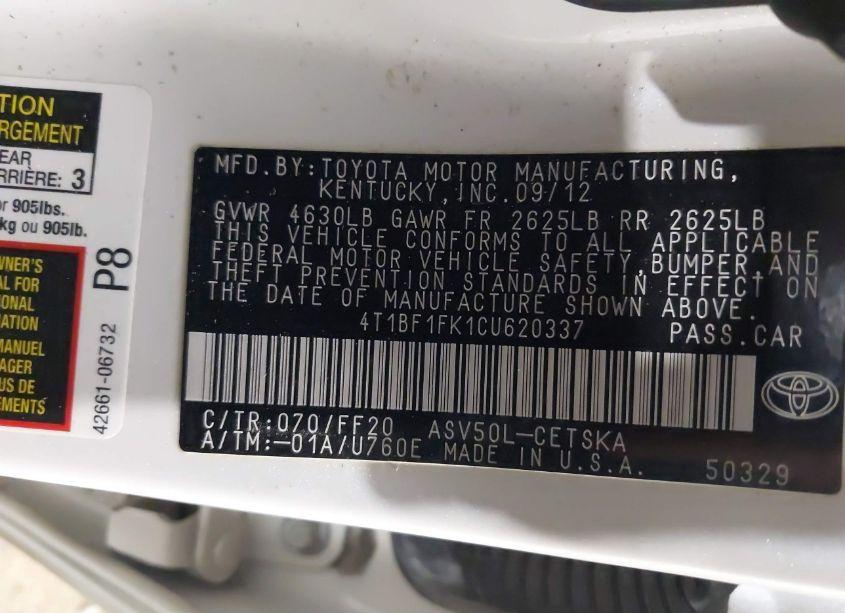 TION
RGEMENT
EAR
RRIÈRE: 3
or 905lbs.
kg ou 905lb.
WNER'S
AL FOR
IONAL
MATION
MANUEL
AGER
US DE
EMENTS
P8
42661-06732
MFD.BY:TOYOTA MOTOR MANUFACTURING,
KENTUCKY,INC.09/12
GVWR 4630LB GAWR FR 2625LB RR 2625LB
THIS VEHICLE CONFORMS TO ALL APPLICABLE
FEDERAL MOTOR VEHICLE SAFETY,BUMPER,AND
THEFT PREVENTION STANDARDS IN EFFECT ON
THE DATE OF MANUFACTURE SHOWN ABOVE.
4T1BF1FK1CU620337 PASS.CAR
C/TR:070/FF20 ASV50L-CETSKA
A/TM:-01A/U760E MADE IN U.S.A. 50329